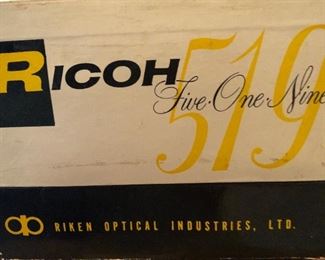 RICOH
519
Five·One·Nine
RIKEN OPTICAL INDUSTRIES, LTD.